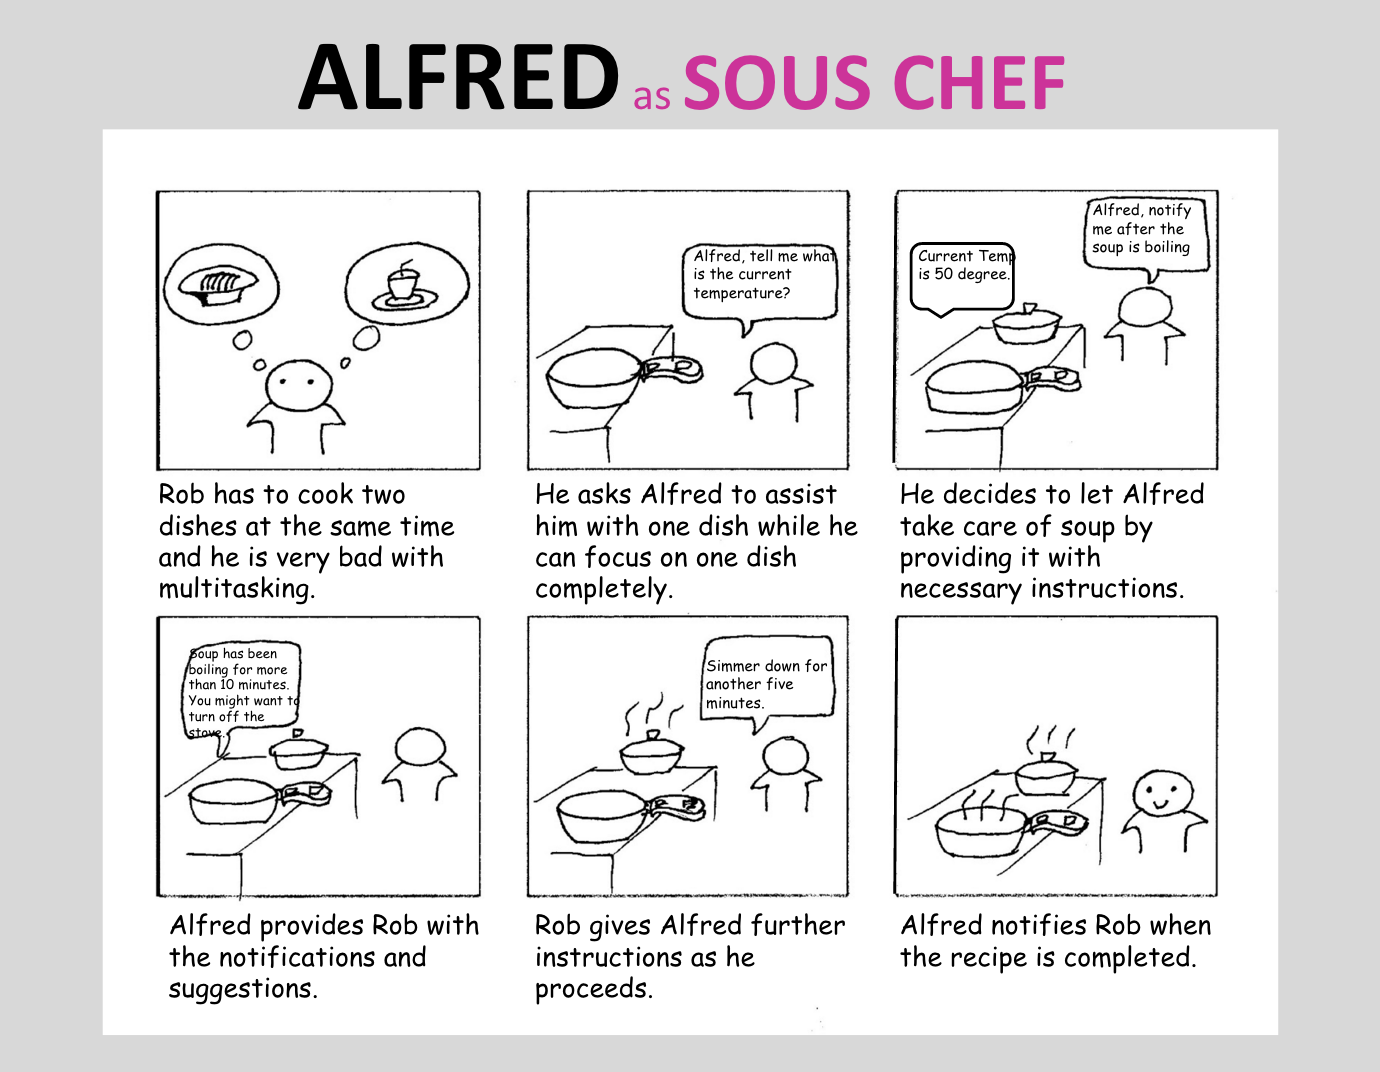 ALFRED as SOUS CHEF
Alfred, tell me what
is the current
temperature?
Current Temp
is 50 degree.
Alfred, notify
me after the
soup is boiling
Rob has to cook two
dishes at the same time
and he is very bad with
multitasking.
He asks Alfred to assist
him with one dish while he
can focus on one dish
completely.
He decides to let Alfred
take care of soup by
providing it with
necessary instructions.
Soup has been
boiling for more
than 10 minutes.
You might want to
turn off the
stove.
Simmer down for
another five
minutes.
Alfred provides Rob with
the notifications and
suggestions.
Rob gives Alfred further
instructions as he
proceeds.
Alfred notifies Rob when
the recipe is completed.